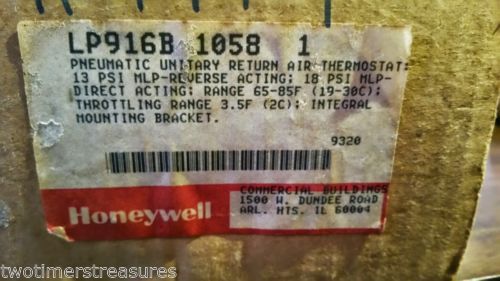 LP916B 1058 1
PNEUMATIC UNITARY RETURN AIR THERMOSTAT:
13 PSI MLP-REVERSE ACTING; 18 PSI MLP-
DIRECT ACTING; RANGE 65-85F (19-30C);
THROTTLING RANGE 3.5F (2C); INTEGRAL
MOUNTING BRACKET.
9320
Honeywell
COMMERCIAL BUILDINGS
1500 W. DUNDEE ROAD
ARL. HTS. IL 60004
twotimerstreasures